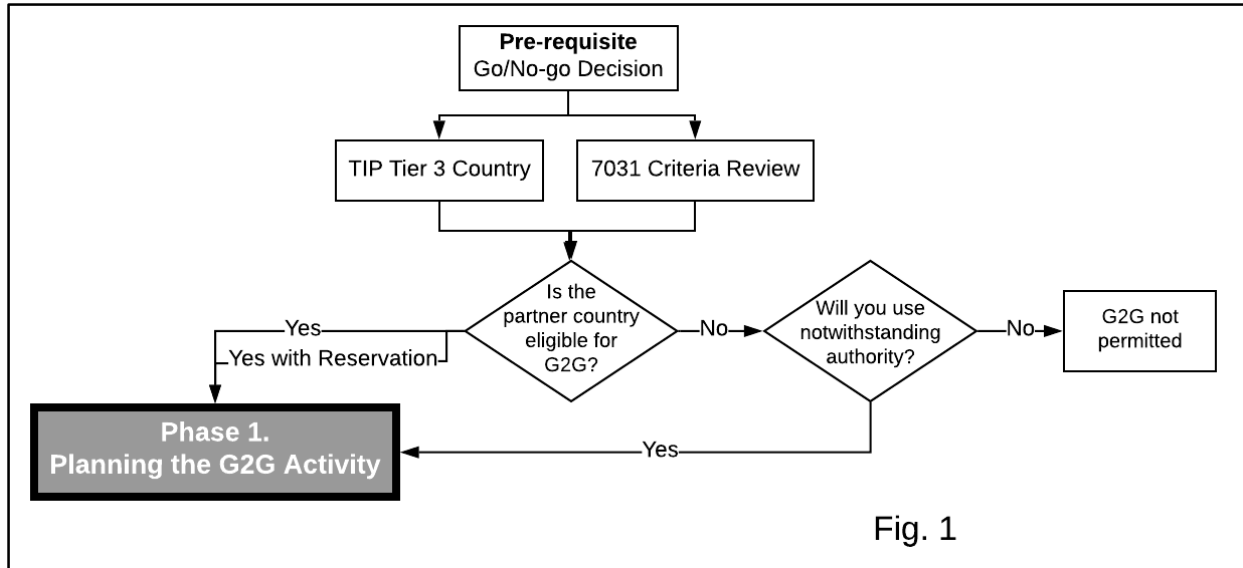 Pre-requisite
Go/No-go Decision
TIP Tier 3 Country
7031 Criteria Review
Is the
partner country
eligible for
G2G?
Will you use
notwithstanding
authority?
G2G not
permitted
Yes
No
No
Yes with Reservation
Phase 1.
Planning the G2G Activity
Yes
Fig. 1